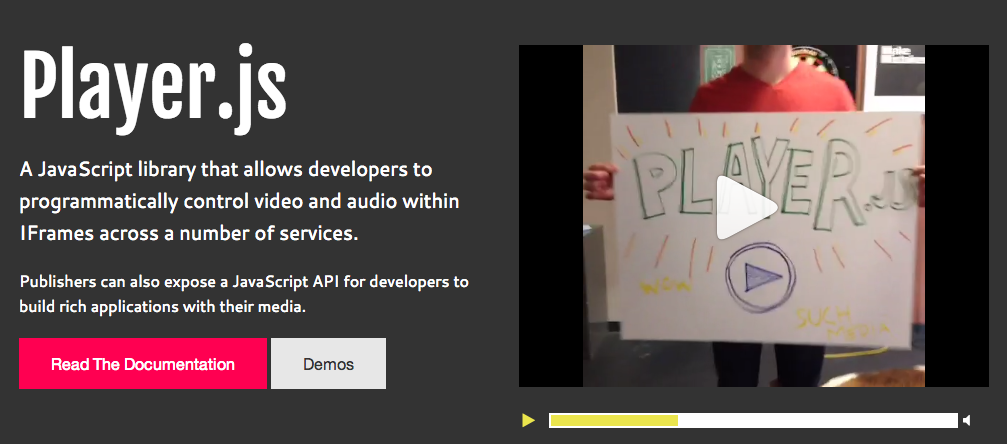 Player.js
A JavaScript library that allows developers to
programmatically control video and audio within
IFrames across a number of services.
Publishers can also expose a JavaScript API for developers to
build rich applications with their media.
Read The Documentation
Demos
PLAYER.JS
WOW
SUCH
MEDIA